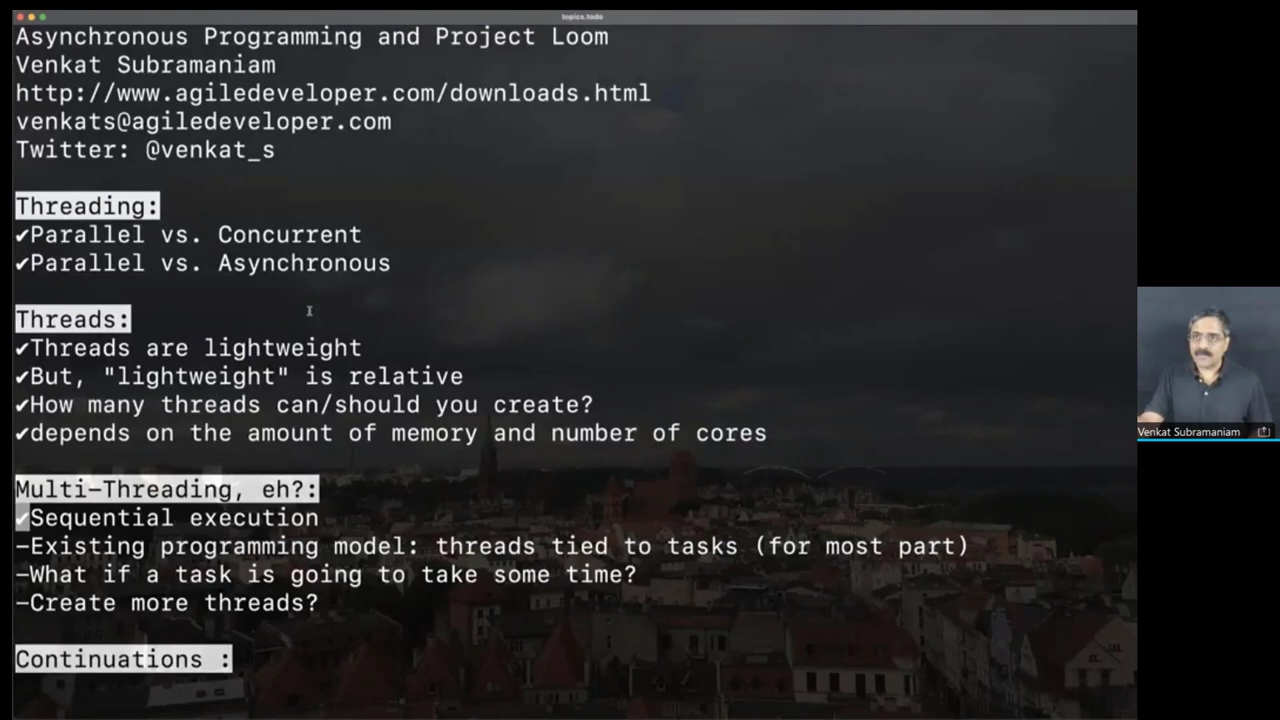 topics.todo
Asynchronous Programming and Project Loom
Venkat Subramaniam
http://www.agiledeveloper.com/downloads.html
venkats@agiledeveloper.com
Twitter: @venkat_s
Threading:
✔Parallel vs. Concurrent
✔Parallel vs. Asynchronous
Threads:
✔Threads are lightweight
✔But, "lightweight" is relative
✔How many threads can/should you create?
✔depends on the amount of memory and number of cores
Multi-Threading, eh?:
✔Sequential execution
-Existing programming model: threads tied to tasks (for most part)
-What if a task is going to take some time?
-Create more threads?
Continuations :
Venkat Subramaniam